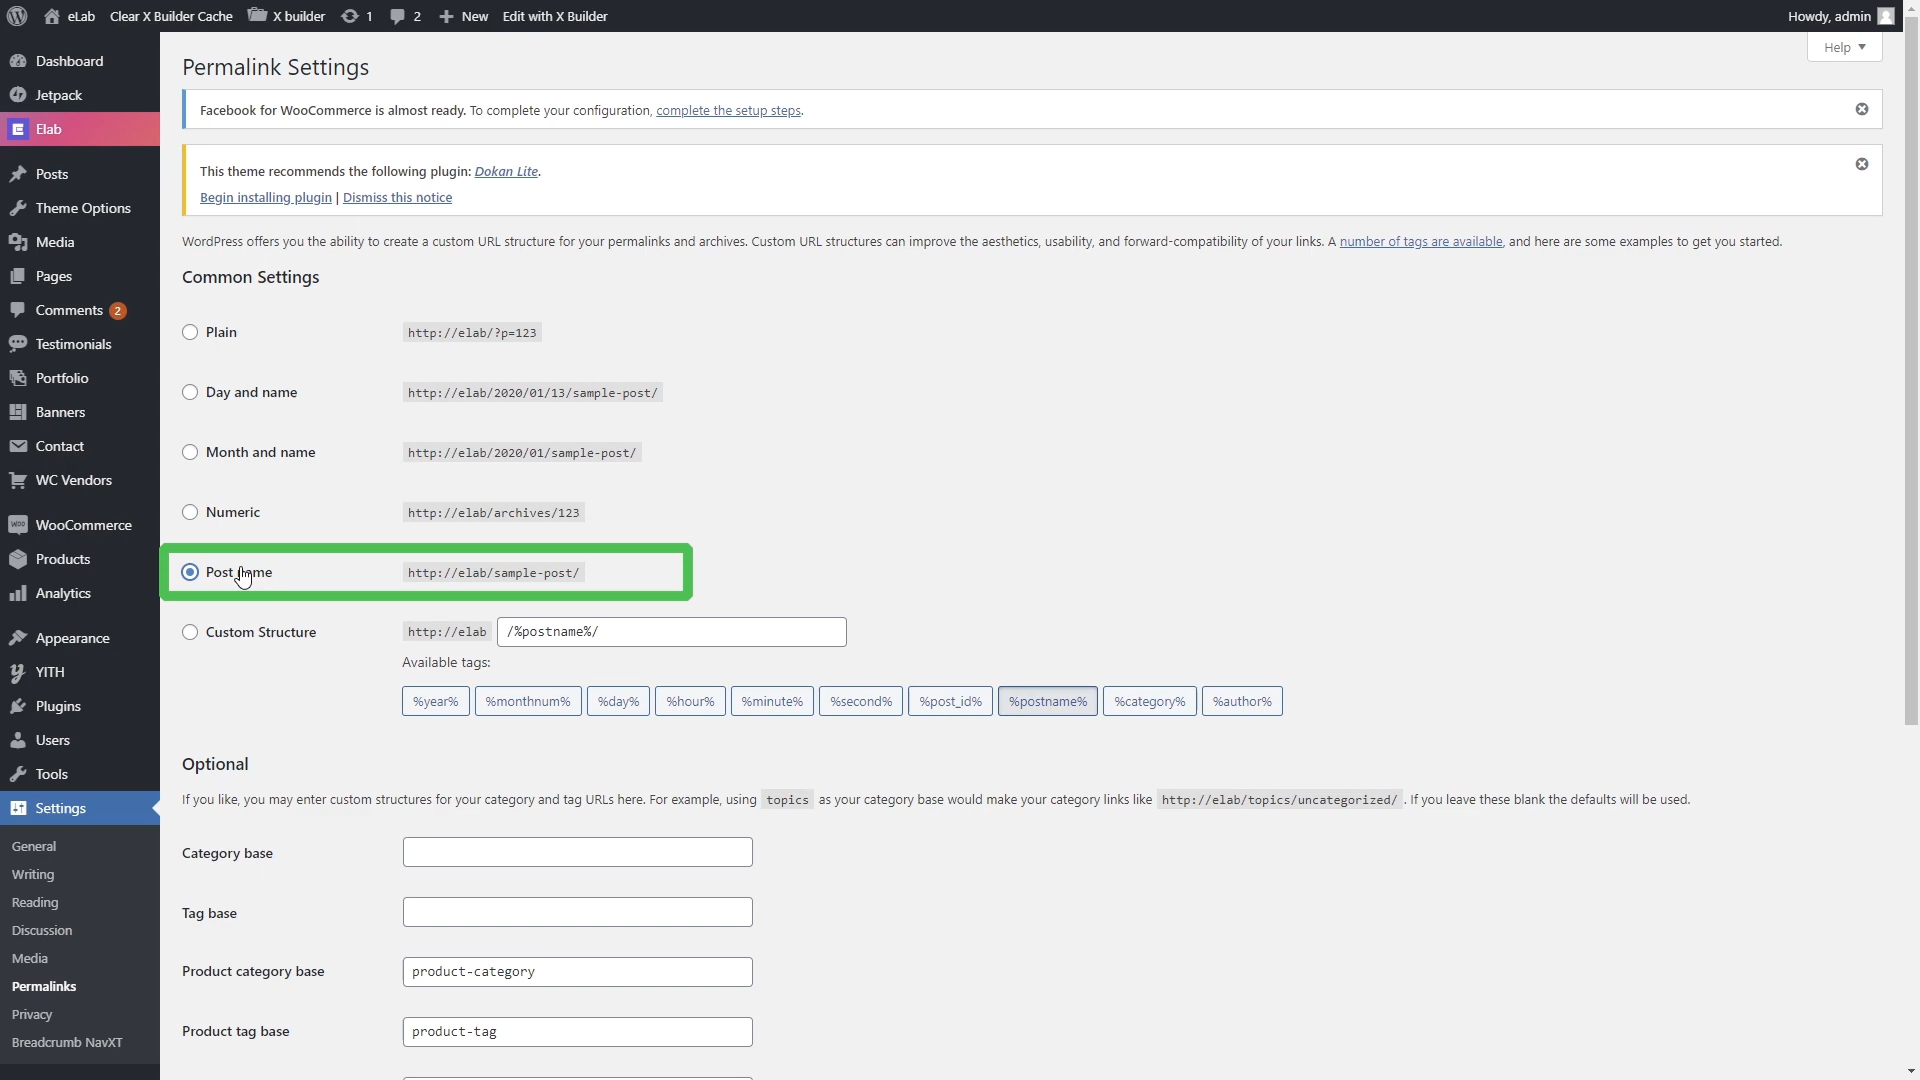 eLab Clear X Builder Cache X builder 1 2 New Edit with X Builder Howdy, admin
Help
Dashboard
Jetpack
Elab
Posts
Theme Options
Media
Pages
Comments 2
Testimonials
Portfolio
Banners
Contact
WC Vendors
WooCommerce
Products
Analytics
Appearance
YITH
Plugins
Users
Tools
Settings
General
Writing
Reading
Discussion
Media
Permalinks
Privacy
Breadcrumb NavXT
Permalink Settings
Facebook for WooCommerce is almost ready. To complete your configuration, complete the setup steps.
This theme recommends the following plugin: Dokan Lite.
Begin installing plugin | Dismiss this notice
WordPress offers you the ability to create a custom URL structure for your permalinks and archives. Custom URL structures can improve the aesthetics, usability, and forward-compatibility of your links. A number of tags are available, and here are some examples to get you started.
Common Settings
Plain http://elab/?p=123
Day and name http://elab/2020/01/13/sample-post/
Month and name http://elab/2020/01/sample-post/
Numeric http://elab/archives/123
Post name http://elab/sample-post/
Custom Structure http://elab /%postname%/
Available tags:
%year% %monthnum% %day% %hour% %minute% %second% %post_id% %postname% %category% %author%
Optional
If you like, you may enter custom structures for your category and tag URLs here. For example, using topics as your category base would make your category links like http://elab/topics/uncategorized/ . If you leave these blank the defaults will be used.
Category base
Tag base
Product category base product-category
Product tag base product-tag